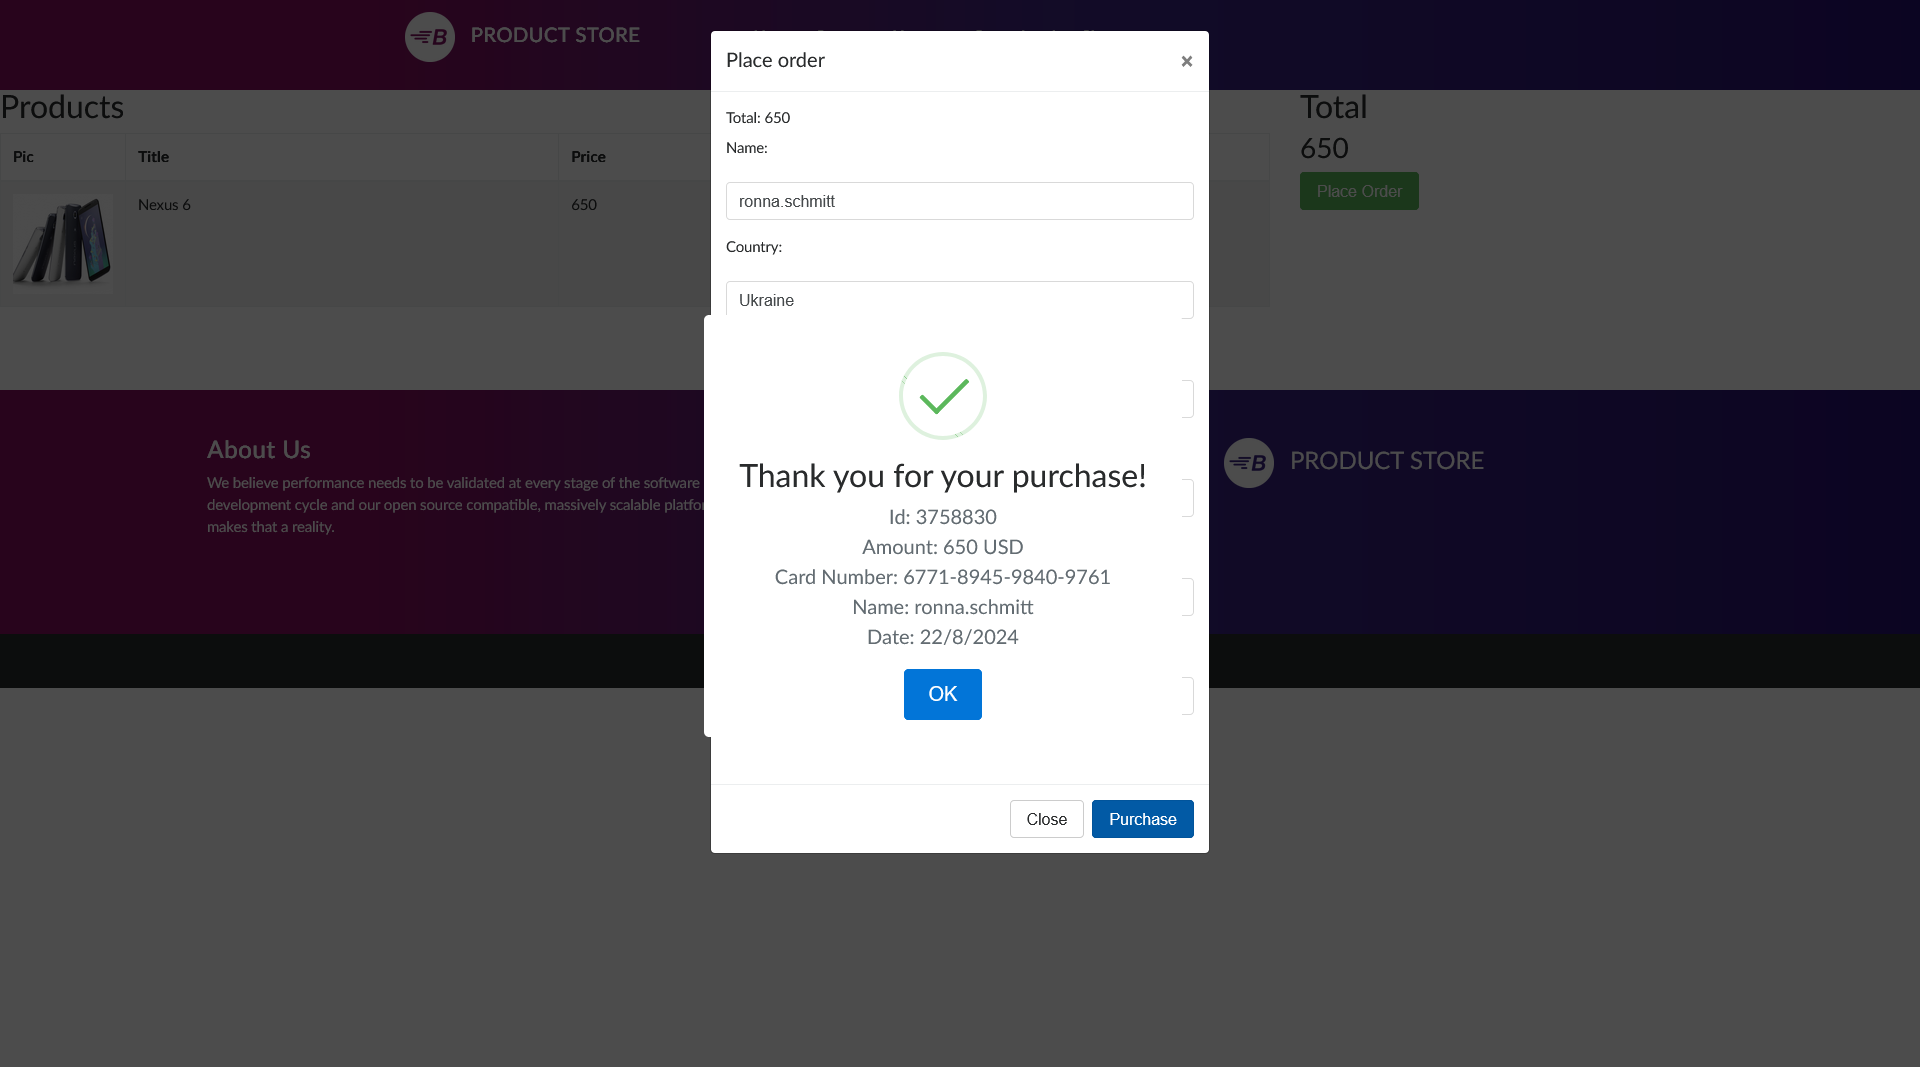 PRODUCT STORE
Products
Pic
Title
Price
Nexus 6
650
Total
650
Place Order
Place order
×
Total: 650
Name:
ronna.schmitt
Country:
Ukraine
Thank you for your purchase!
Id: 3758830
Amount: 650 USD
Card Number: 6771-8945-9840-9761
Name: ronna.schmitt
Date: 22/8/2024
OK
Close
Purchase
About Us
We believe performance needs to be validated at every stage of the software
development cycle and our open source compatible, massively scalable platfor
makes that a reality.
B PRODUCT STORE